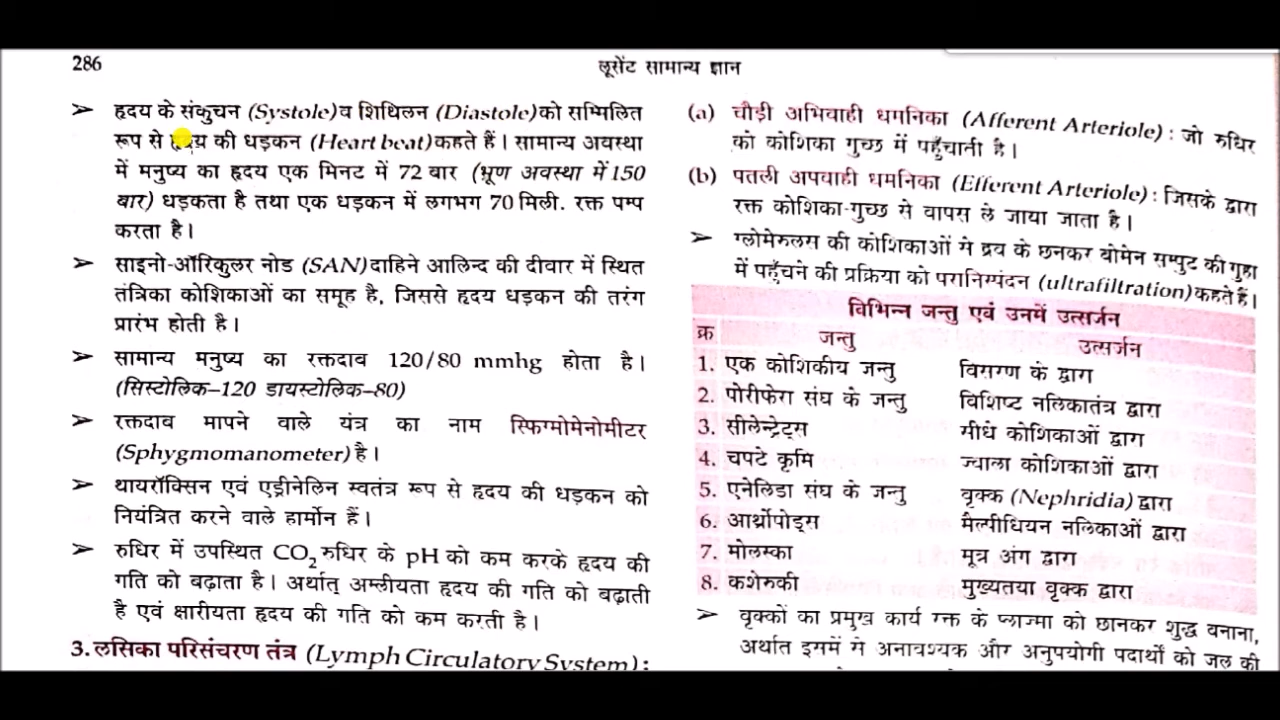 286
लूसेंट सामान्य ज्ञान
➤ हृदय के संकुचन (Systole) व शिथिलन (Diastole) को सम्मिलित
रूप से हृदय की धड़कन (Heart beat) कहते हैं। सामान्य अवस्था
में मनुष्य का हृदय एक मिनट में 72 बार (भ्रूण अवस्था में 150
बार) धड़कता है तथा एक धड़कन में लगभग 70 मिली. रक्त पम्प
करता है।
➤ साइनो-ऑरिकुलर नोड (SAN) दाहिने आलिन्द की दीवार में स्थित
तंत्रिका कोशिकाओं का समूह है, जिससे हृदय धड़कन की तरंग
प्रारंभ होती है।
➤ सामान्य मनुष्य का रक्तदाब 120/80 mmhg होता है।
(सिस्टोलिक–120 डायस्टोलिक–80)
➤ रक्तदाब मापने वाले यंत्र का नाम स्फिग्मोमेनोमीटर
(Sphygmomanometer) है।
➤ थायरॉक्सिन एवं एड्रीनेलिन स्वतंत्र रूप से हृदय की धड़कन को
नियंत्रित करने वाले हार्मोन हैं।
➤ रुधिर में उपस्थित CO₂ रुधिर के pH को कम करके हृदय की
गति को बढ़ाता है। अर्थात् अम्लीयता हृदय की गति को बढ़ाती
है एवं क्षारीयता हृदय की गति को कम करती है।
3. लसिका परिसंचरण तंत्र (Lymph Circulatory System) :
(a) चौड़ी अभिवाही धमनिका (Afferent Arteriole) : जो रुधिर
को कोशिका गुच्छ में पहुँचाती है।
(b) पतली अपवाही धमनिका (Efferent Arteriole) : जिसके द्वारा
रक्त कोशिका-गुच्छ से वापस ले जाया जाता है।
➤ ग्लोमेरुलस की कोशिकाओं से द्रव के छनकर बोमेन सम्पुट की गुहा
में पहुँचने की प्रक्रिया को परानिस्यंदन (ultrafiltration) कहते हैं।
विभिन्न जन्तु एवं उनमें उत्सर्जन
क्र जन्तु उत्सर्जन
1. एक कोशिकीय जन्तु विसरण के द्वारा
2. पोरीफेरा संघ के जन्तु विशिष्ट नलिकातंत्र द्वारा
3. सीलेन्ट्रेट्स सीधे कोशिकाओं द्वारा
4. चपटे कृमि ज्वाला कोशिकाओं द्वारा
5. एनेलिडा संघ के जन्तु वृक्क (Nephridia) द्वारा
6. आर्थ्रोपोड्स मैल्पीधियन नलिकाओं द्वारा
7. मोलस्का मूत्र अंग द्वारा
8. कशेरुकी मुख्यतया वृक्क द्वारा
➤ वृक्कों का प्रमुख कार्य रक्त के प्लाज्मा को छानकर शुद्ध बनाना,
अर्थात इसमें से अनावश्यक और अनुपयोगी पदार्थों को जल की